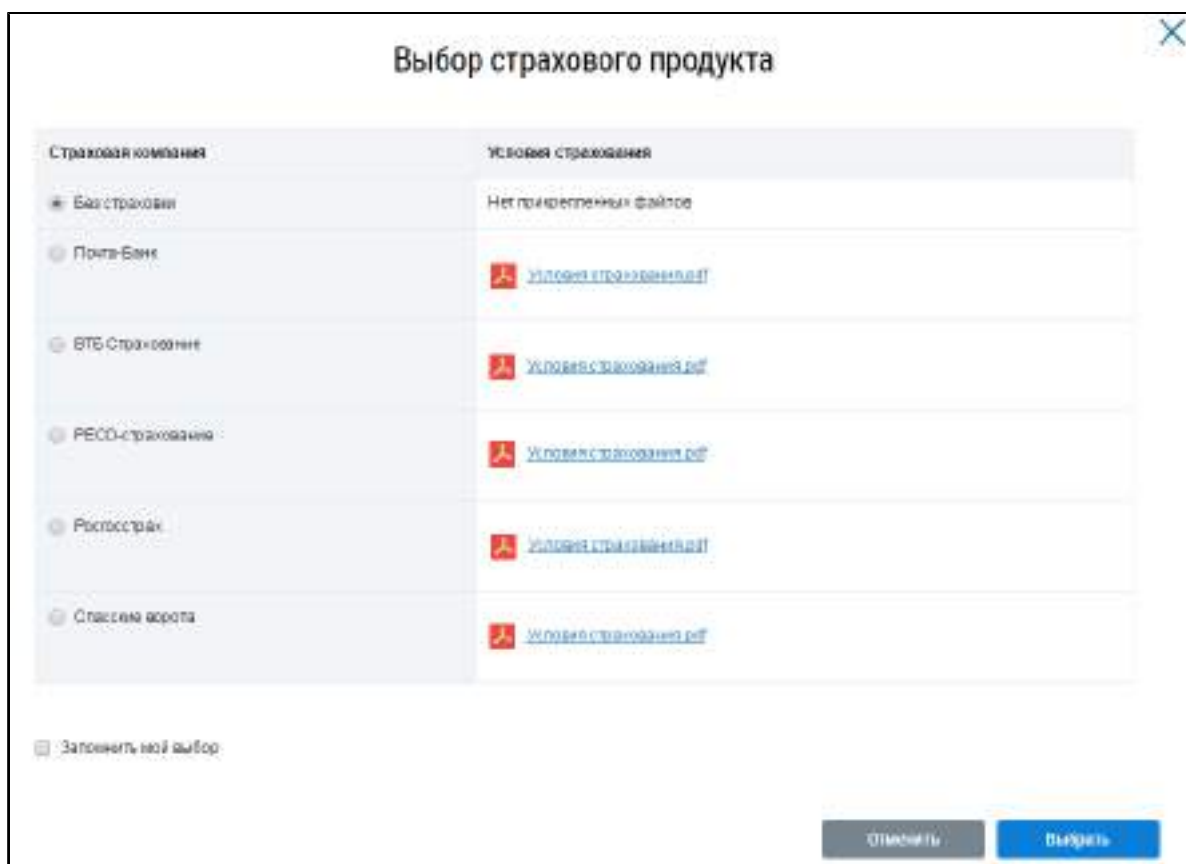 Выбор страхового продукта
Страховая компания Условия страхования
Без страховки Нет прикрепленных файлов
Почта-Банк
Условия страхования.pdf
ВТБ Страхование
Условия страхования.pdf
РЕСО-страхование
Условия страхования.pdf
Росгосстрах
Условия страхования.pdf
Спасские ворота
Условия страхования.pdf
Запомнить мой выбор
Отменить Выбрать